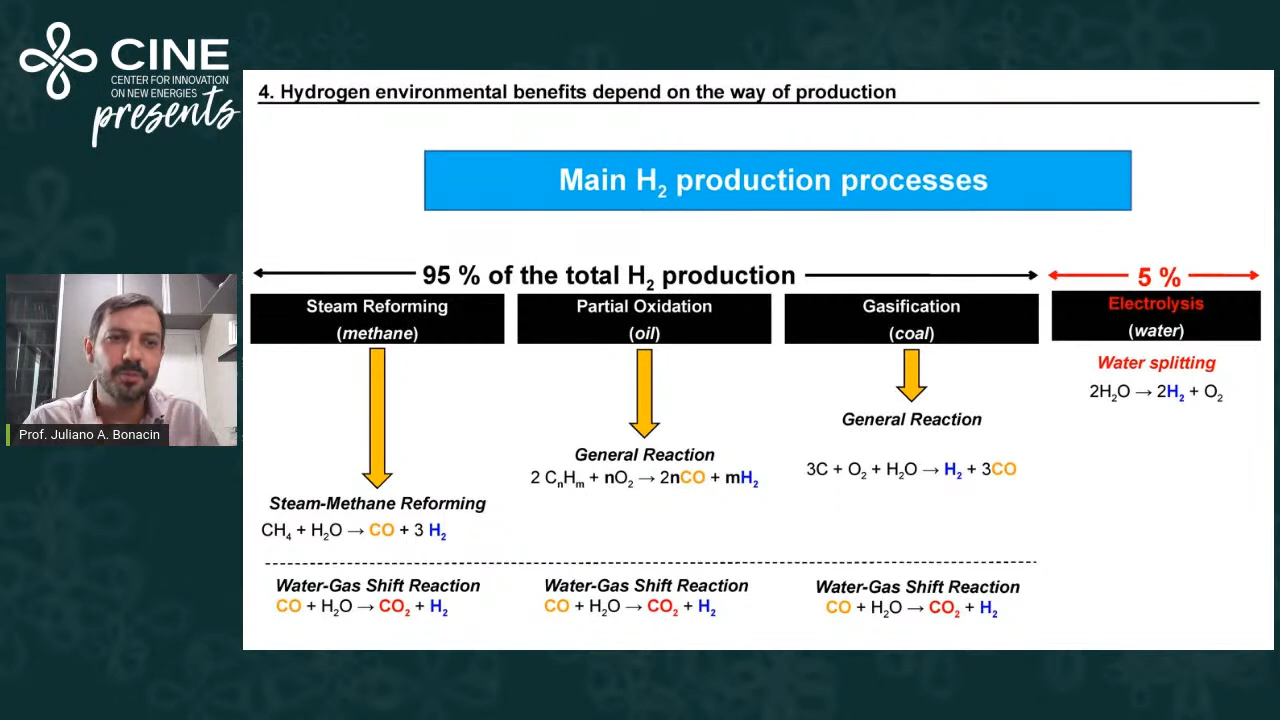 CINE
CENTER FOR INNOVATION
ON NEW ENERGIES
presents
4. Hydrogen environmental benefits depend on the way of production
Main H₂ production processes
95 % of the total H₂ production
5 %
Steam Reforming
(methane)
Partial Oxidation
(oil)
Gasification
(coal)
Electrolysis
(water)
Water splitting
2H₂O → 2H₂ + O₂
General Reaction
3C + O₂ + H₂O → H₂ + 3CO
General Reaction
2 CₙHₘ + nO₂ → 2nCO + mH₂
Steam-Methane Reforming
CH₄ + H₂O → CO + 3 H₂
Water-Gas Shift Reaction
CO + H₂O → CO₂ + H₂
Water-Gas Shift Reaction
CO + H₂O → CO₂ + H₂
Water-Gas Shift Reaction
CO + H₂O → CO₂ + H₂
Prof. Juliano A. Bonacin